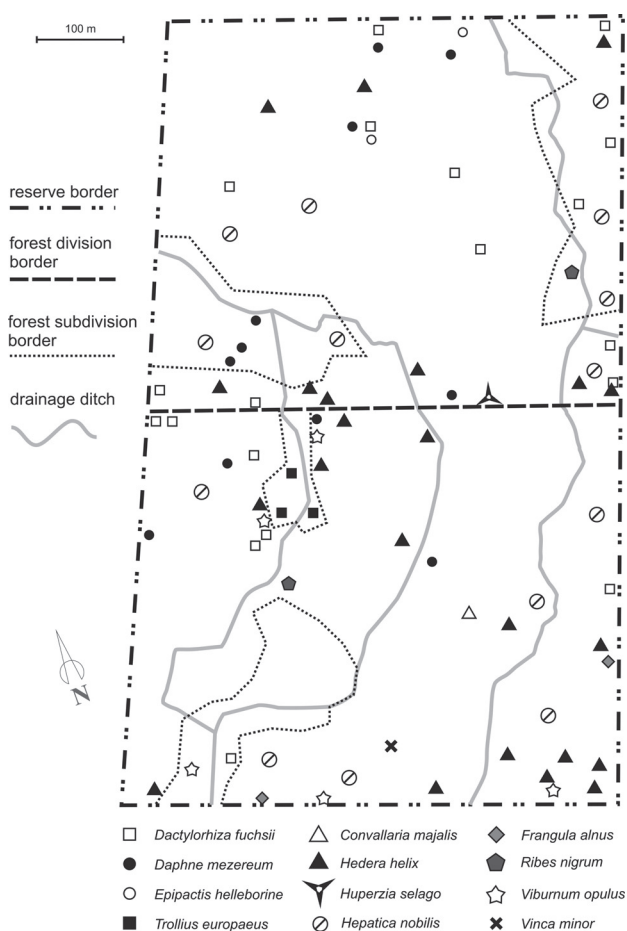 100 m
reserve border
forest division
border
forest subdivision
border
drainage ditch
N
Dactylorhiza fuchsii
Convallaria majalis
Frangula alnus
Daphne mezereum
Hedera helix
Ribes nigrum
Epipactis helleborine
Huperzia selago
Viburnum opulus
Trollius europaeus
Hepatica nobilis
Vinca minor